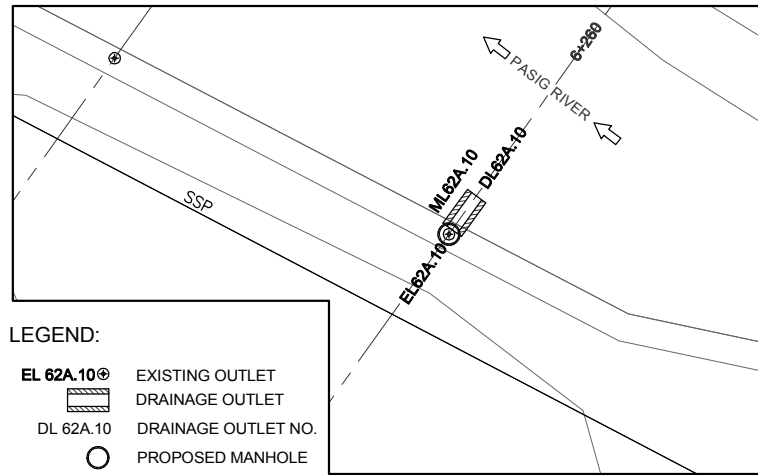 6+260
PASIG RIVER
ML62A.10
DL62A.10
EL62A.10
SSP
LEGEND:
EL 62A.10 EXISTING OUTLET
DRAINAGE OUTLET
DL 62A.10 DRAINAGE OUTLET NO.
PROPOSED MANHOLE